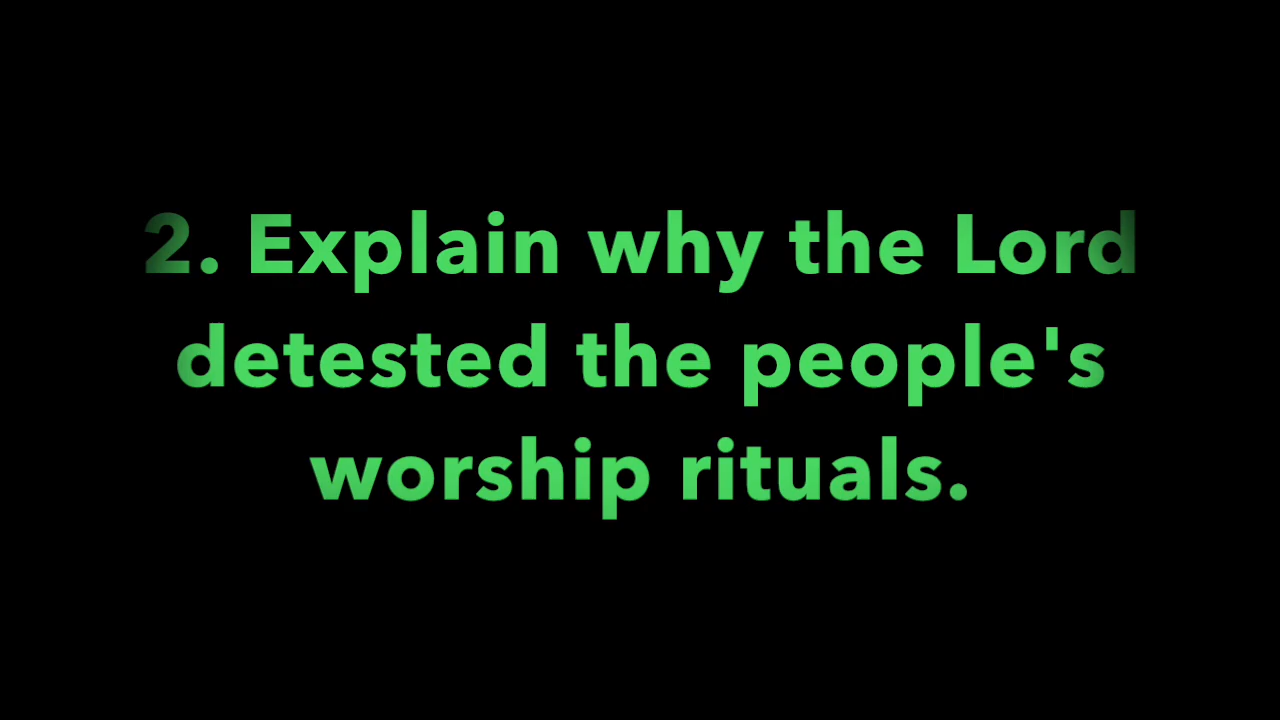 2. Explain why the Lord
detested the people's
worship rituals.